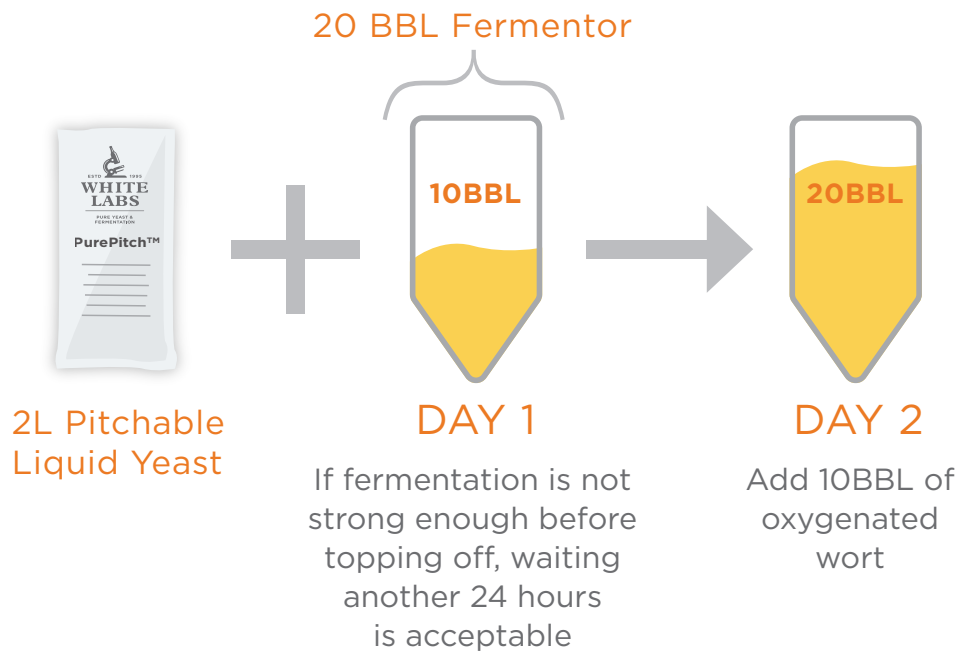 20 BBL Fermentor
ESTD 1995
WHITE
LABS
PURE YEAST &
FERMENTATION
PurePitch™
10BBL
20BBL
2L Pitchable
Liquid Yeast
DAY 1
If fermentation is not
strong enough before
topping off, waiting
another 24 hours
is acceptable
DAY 2
Add 10BBL of
oxygenated
wort